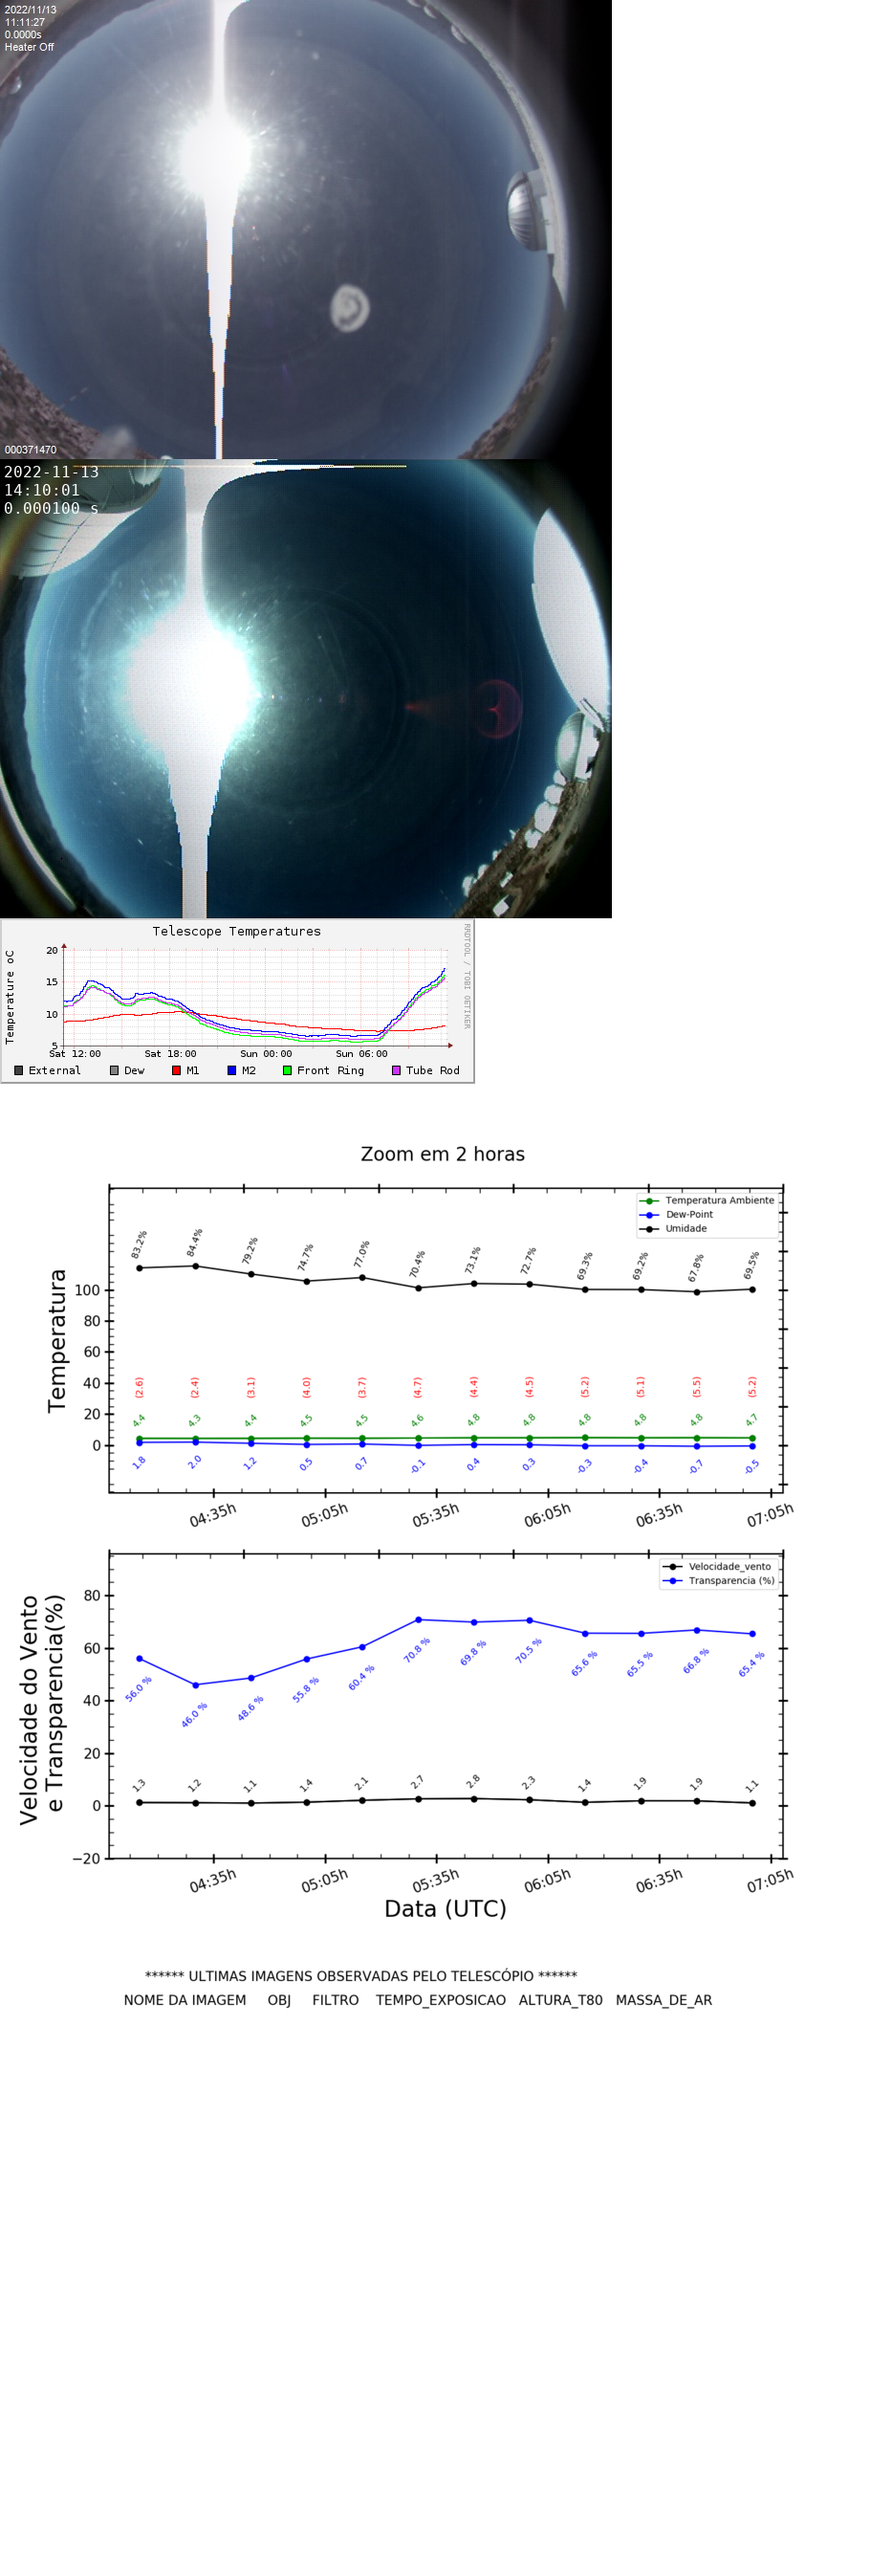 2022/11/13
11:11:27
0.0000s
Heater Off
000371470
2022-11-13
14:10:01
0.000100 s
Telescope Temperatures
RRDTOOL / TOBI OETIKER
Temperature oC
20
15
10
5
Sat 12:00 Sat 18:00 Sun 00:00 Sun 06:00
External Dew M1 M2 Front Ring Tube Rod
Zoom em 2 horas
Temperatura Ambiente
Dew-Point
Umidade
Temperatura
83.2% 84.4% 79.2% 74.7% 77.0% 70.4% 73.1% 72.7% 69.3% 69.2% 67.8% 69.5%
100
80
60
40
20
0
(2.6) (2.4) (3.1) (4.0) (3.7) (4.7) (4.4) (4.5) (5.2) (5.1) (5.5) (5.2)
4.4 4.3 4.4 4.5 4.5 4.6 4.8 4.8 4.8 4.8 4.8 4.7
1.8 2.0 1.2 0.5 0.7 -0.1 0.4 0.3 -0.3 -0.4 -0.7 -0.5
04:35h 05:05h 05:35h 06:05h 06:35h 07:05h
Velocidade_vento
Transparencia (%)
Velocidade do Vento
e Transparencia(%)
80
60
40
20
0
−20
56.0 % 46.0 % 48.6 % 55.8 % 60.4 % 70.8 % 69.8 % 70.5 % 65.6 % 65.5 % 66.8 % 65.4 %
1.3 1.2 1.1 1.4 2.1 2.7 2.8 2.3 1.4 1.9 1.9 1.1
04:35h 05:05h 05:35h 06:05h 06:35h 07:05h
Data (UTC)
****** ULTIMAS IMAGENS OBSERVADAS PELO TELESCÓPIO ******
NOME DA IMAGEM OBJ FILTRO TEMPO_EXPOSICAO ALTURA_T80 MASSA_DE_AR